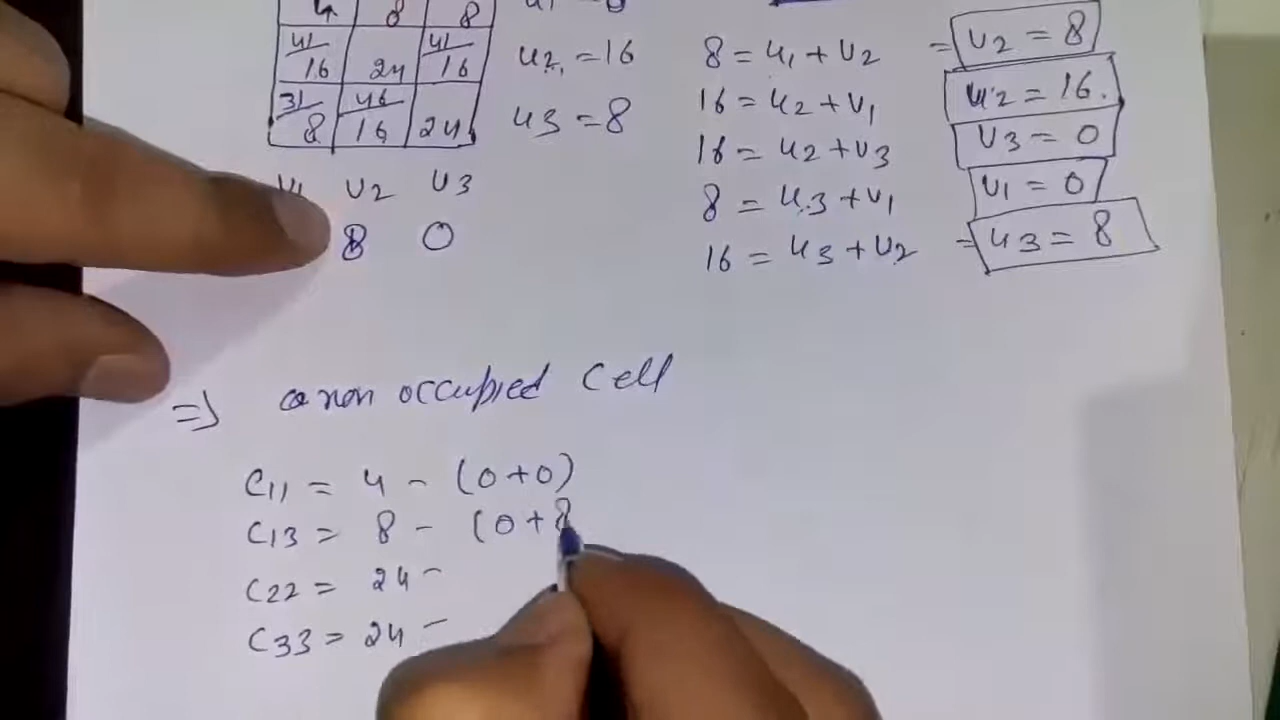 4 8 8
u1 = 0
41/16 24 41/16
u2 = 16
31/8 46/16 24
u3 = 8
v2 v3
8 0
8 = u1 + v2 = v2 = 8
16 = u2 + v1 u2 = 16.
16 = u2 + v3 v3 = 0
8 = u3 + v1 v1 = 0
16 = u3 + v2 = u3 = 8
=> a non occupied cell
C11 = 4 - (0+0)
C13 = 8 - (0+8
C22 = 24 -
C33 = 24 -